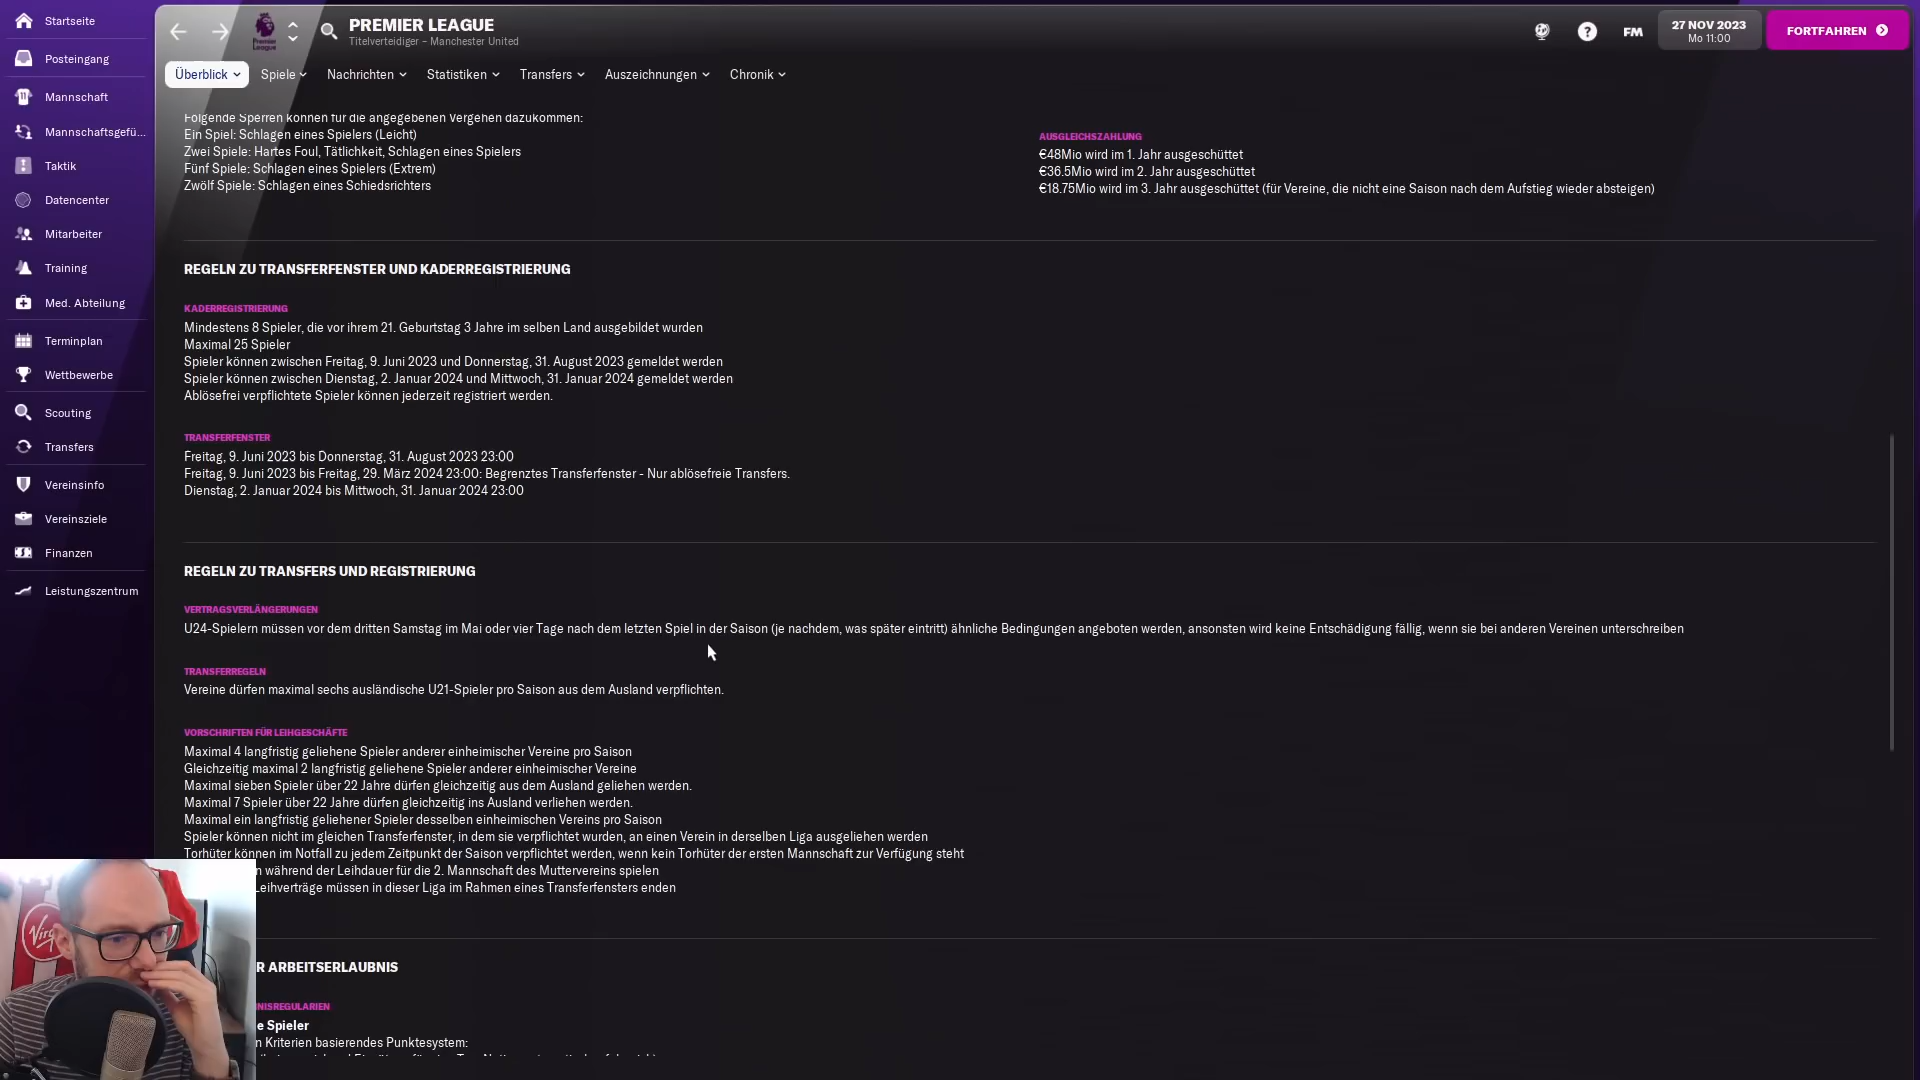 Startseite
Posteingang
Mannschaft
Mannschaftsgefü...
Taktik
Datencenter
Mitarbeiter
Training
Med. Abteilung
Terminplan
Wettbewerbe
Scouting
Transfers
Vereinsinfo
Vereinsziele
Finanzen
Leistungszentrum
Premier League
PREMIER LEAGUE
Titelverteidiger – Manchester United
?
FM
27 NOV 2023
Mo 11:00
FORTFAHREN
Überblick
Spiele
Nachrichten
Statistiken
Transfers
Auszeichnungen
Chronik
Folgende Sperren können für die angegebenen Vergehen dazukommen:
Ein Spiel: Schlagen eines Spielers (Leicht)
Zwei Spiele: Hartes Foul, Tätlichkeit, Schlagen eines Spielers
Fünf Spiele: Schlagen eines Spielers (Extrem)
Zwölf Spiele: Schlagen eines Schiedsrichters
AUSGLEICHSZAHLUNG
€48Mio wird im 1. Jahr ausgeschüttet
€36.5Mio wird im 2. Jahr ausgeschüttet
€18.75Mio wird im 3. Jahr ausgeschüttet (für Vereine, die nicht eine Saison nach dem Aufstieg wieder absteigen)
REGELN ZU TRANSFERFENSTER UND KADERREGISTRIERUNG
KADERREGISTRIERUNG
Mindestens 8 Spieler, die vor ihrem 21. Geburtstag 3 Jahre im selben Land ausgebildet wurden
Maximal 25 Spieler
Spieler können zwischen Freitag, 9. Juni 2023 und Donnerstag, 31. August 2023 gemeldet werden
Spieler können zwischen Dienstag, 2. Januar 2024 und Mittwoch, 31. Januar 2024 gemeldet werden
Ablösefrei verpflichtete Spieler können jederzeit registriert werden.
TRANSFERFENSTER
Freitag, 9. Juni 2023 bis Donnerstag, 31. August 2023 23:00
Freitag, 9. Juni 2023 bis Freitag, 29. März 2024 23:00: Begrenztes Transferfenster - Nur ablösefreie Transfers.
Dienstag, 2. Januar 2024 bis Mittwoch, 31. Januar 2024 23:00
REGELN ZU TRANSFERS UND REGISTRIERUNG
VERTRAGSVERLÄNGERUNGEN
U24-Spielern müssen vor dem dritten Samstag im Mai oder vier Tage nach dem letzten Spiel in der Saison (je nachdem, was später eintritt) ähnliche Bedingungen angeboten werden, ansonsten wird keine Entschädigung fällig, wenn sie bei anderen Vereinen unterschreiben
TRANSFERREGELN
Vereine dürfen maximal sechs ausländische U21-Spieler pro Saison aus dem Ausland verpflichten.
VORSCHRIFTEN FÜR LEIHGESCHÄFTE
Maximal 4 langfristig geliehene Spieler anderer einheimischer Vereine pro Saison
Gleichzeitig maximal 2 langfristig geliehene Spieler anderer einheimischer Vereine
Maximal sieben Spieler über 22 Jahre dürfen gleichzeitig aus dem Ausland geliehen werden.
Maximal 7 Spieler über 22 Jahre dürfen gleichzeitig ins Ausland verliehen werden.
Maximal ein langfristig geliehener Spieler desselben einheimischen Vereins pro Saison
Spieler können nicht im gleichen Transferfenster, in dem sie verpflichtet wurden, an einen Verein in derselben Liga ausgeliehen werden
Torhüter können im Notfall zu jedem Zeitpunkt der Saison verpflichtet werden, wenn kein Torhüter der ersten Mannschaft zur Verfügung steht
n während der Leihdauer für die 2. Mannschaft des Muttervereins spielen
Leihverträge müssen in dieser Liga im Rahmen eines Transferfensters enden
R ARBEITSERLAUBNIS
NISREGULARIEN
e Spieler
n Kriterien basierendes Punktesystem:
Virg